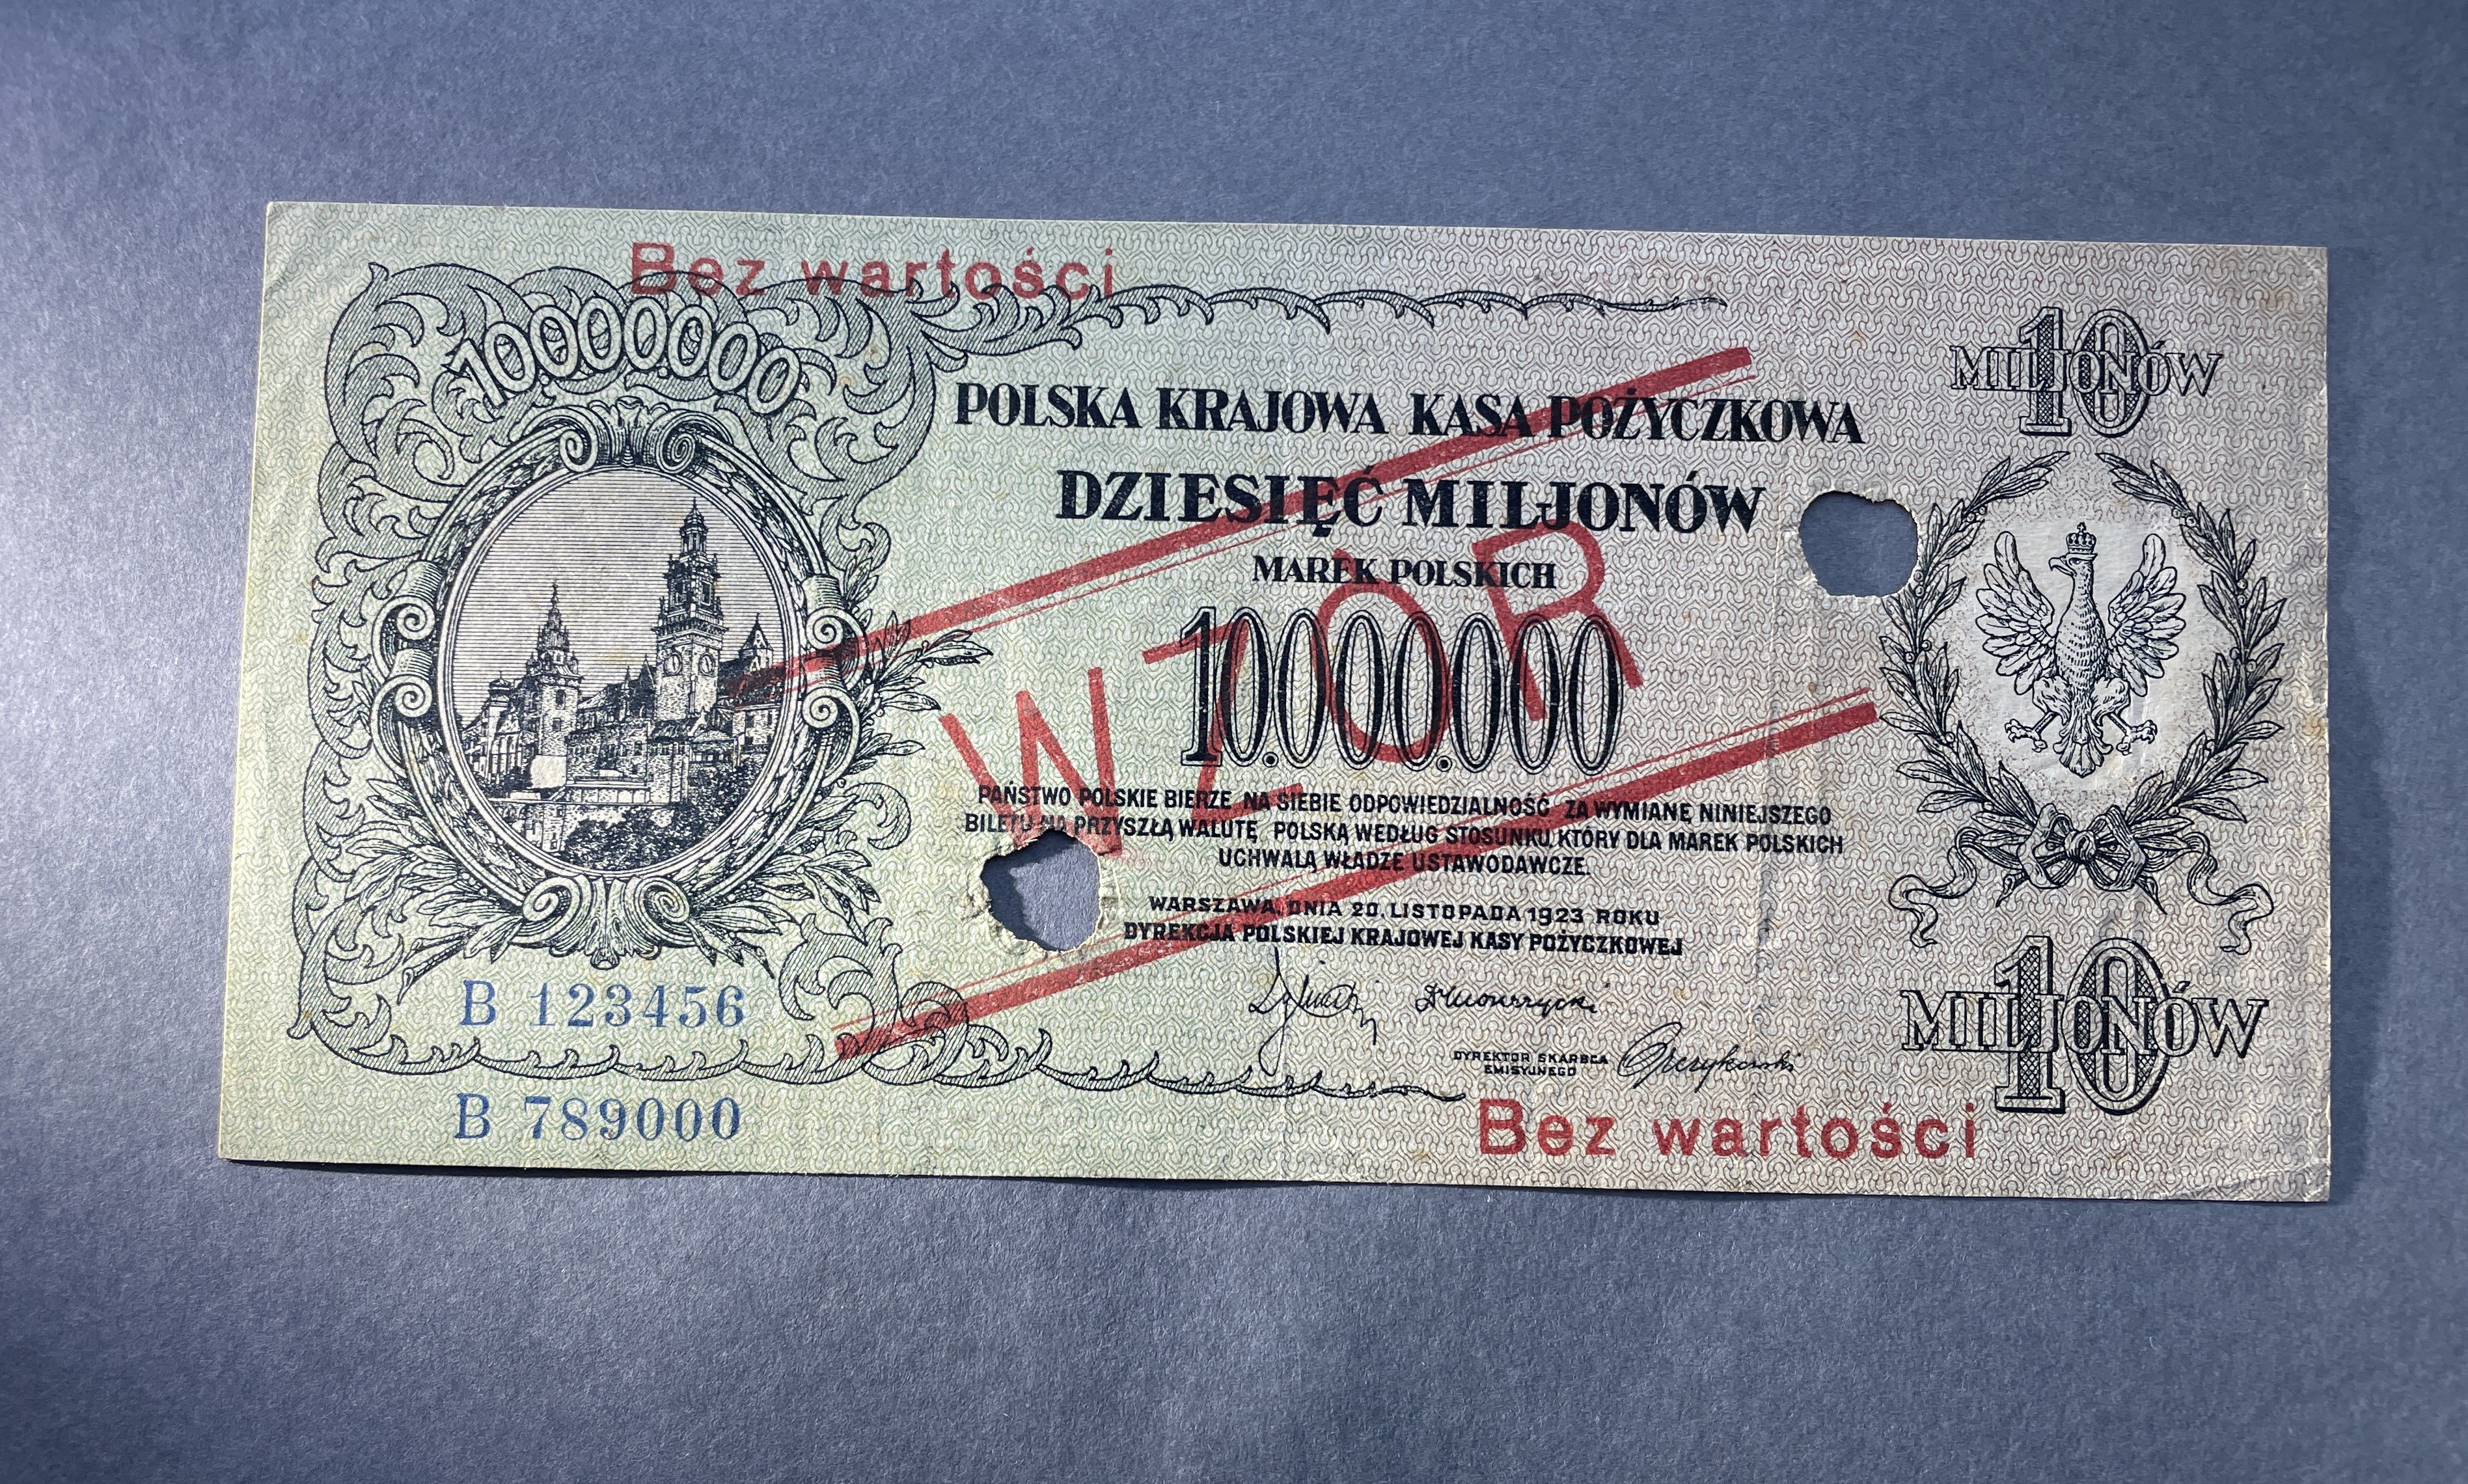 Bez wartości
10.000.000
10
MILJONÓW
POLSKA KRAJOWA KASA POŻYCZKOWA
DZIESIĘĆ MILJONÓW
MAREK POLSKICH
10.000.000
WZÓR
PAŃSTWO POLSKIE BIERZE NA SIEBIE ODPOWIEDZIALNOŚĆ ZA WYMIANĘ NINIEJSZEGO
BILETU NA PRZYSZŁĄ WALUTĘ POLSKĄ WEDŁUG STOSUNKU, KTÓRY DLA MAREK POLSKICH
UCHWALĄ WŁADZE USTAWODAWCZE.
WARSZAWA, DNIA 20. LISTOPADA 1923 ROKU
DYREKCJA POLSKIEJ KRAJOWEJ KASY POŻYCZKOWEJ
B 123456
DYREKTOR SKARBCA
EMISYJNEGO
10
MILJONÓW
B 789000
Bez wartości